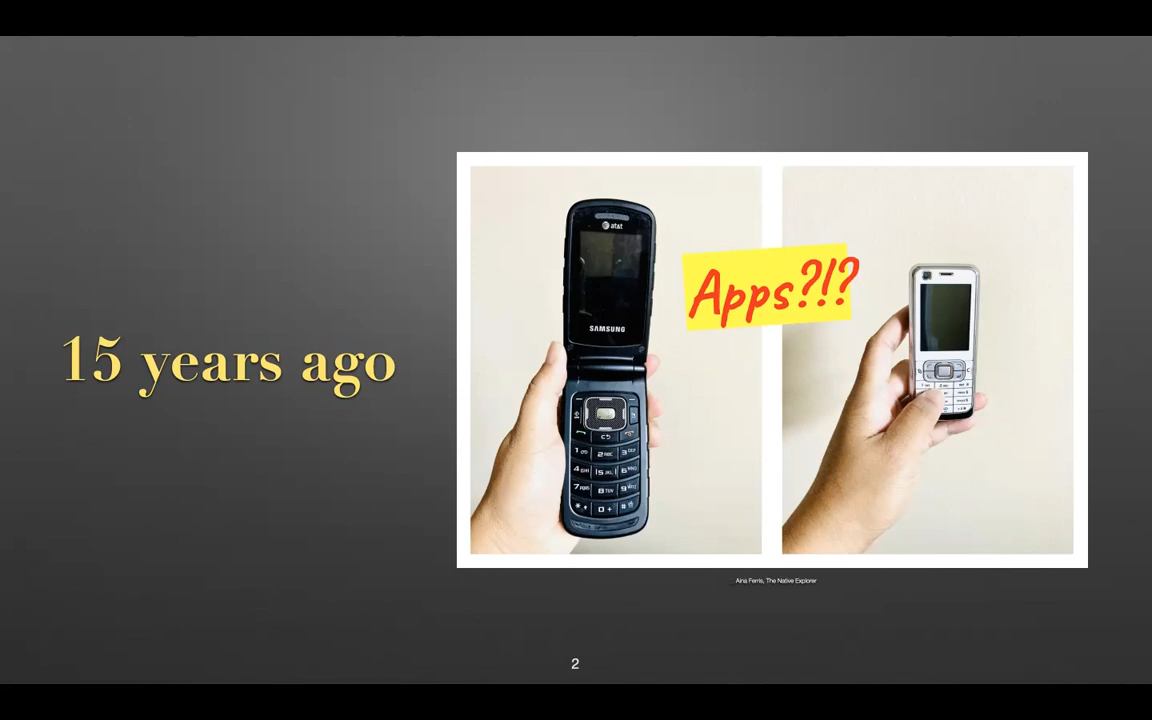 15 years ago
at&t
SAMSUNG
Apps?!?
Aina Ferris, The Native Explorer
2